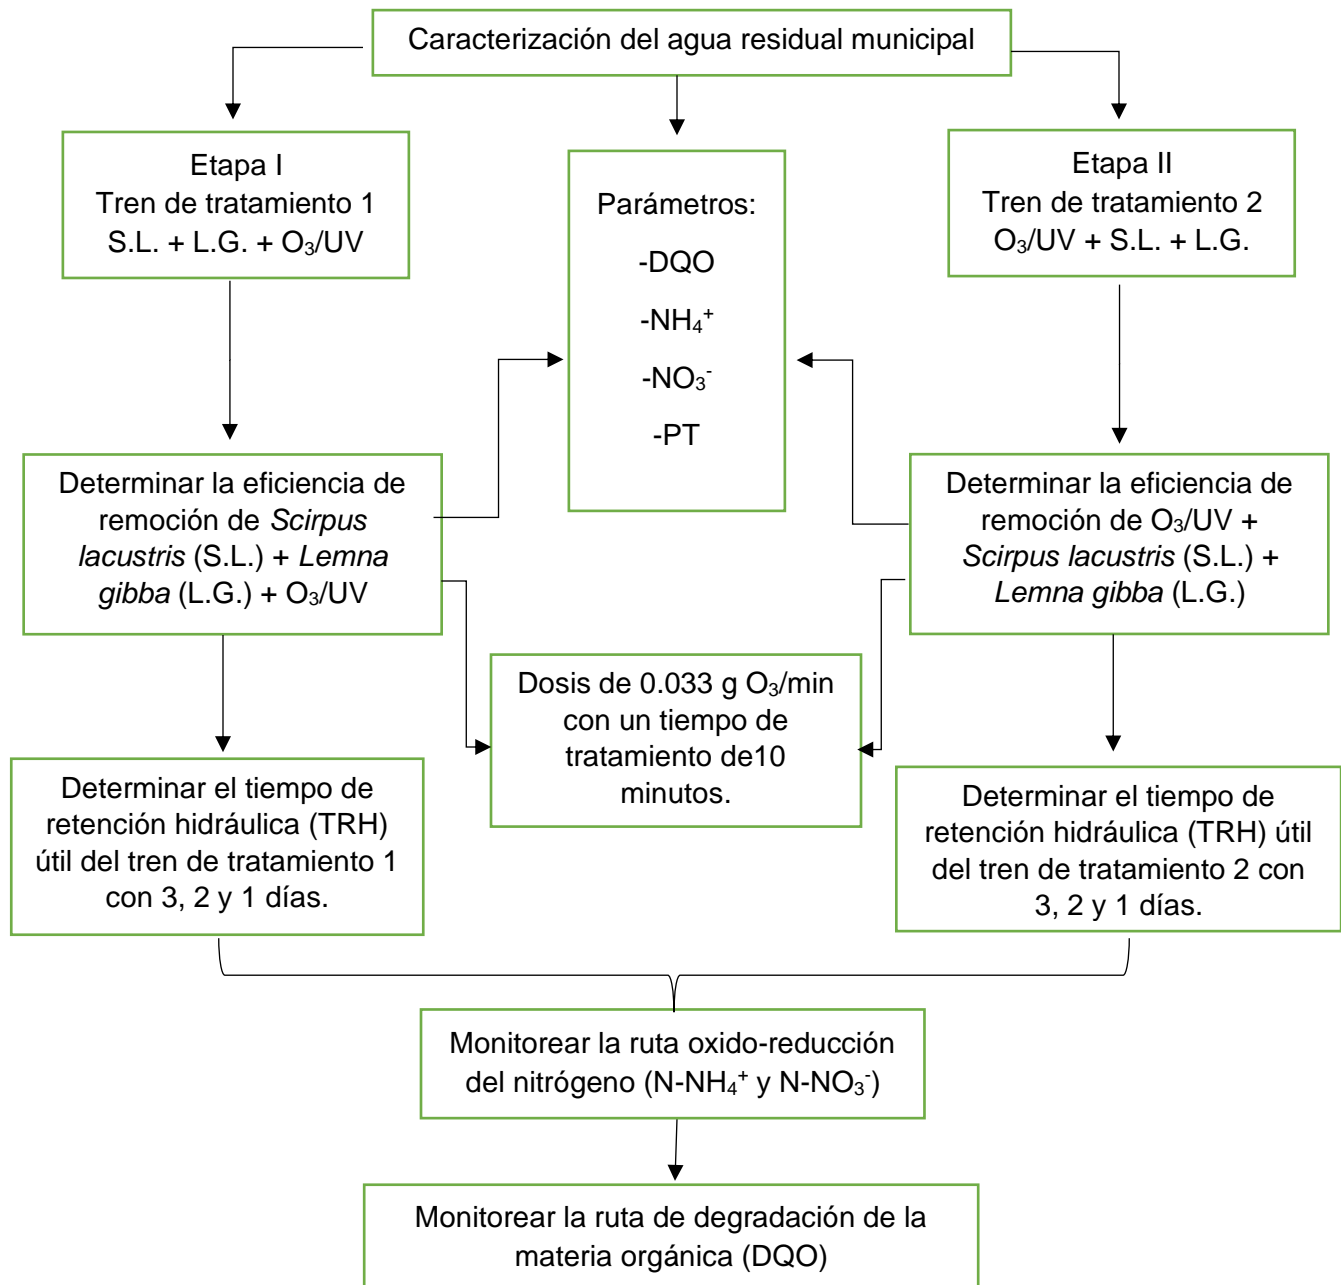 Caracterización del agua residual municipal
Etapa I
Tren de tratamiento 1
S.L. + L.G. + O₃/UV
Parámetros:
-DQO
-NH₄⁺
-NO₃⁻
-PT
Etapa II
Tren de tratamiento 2
O₃/UV + S.L. + L.G.
Determinar la eficiencia de
remoción de Scirpus
lacustris (S.L.) + Lemna
gibba (L.G.) + O₃/UV
Determinar la eficiencia de
remoción de O₃/UV +
Scirpus lacustris (S.L.) +
Lemna gibba (L.G.)
Dosis de 0.033 g O₃/min
con un tiempo de
tratamiento de10
minutos.
Determinar el tiempo de
retención hidráulica (TRH)
útil del tren de tratamiento 1
con 3, 2 y 1 días.
Determinar el tiempo de
retención hidráulica (TRH) útil
del tren de tratamiento 2 con
3, 2 y 1 días.
Monitorear la ruta oxido-reducción
del nitrógeno (N-NH₄⁺ y N-NO₃⁻)
Monitorear la ruta de degradación de la
materia orgánica (DQO)